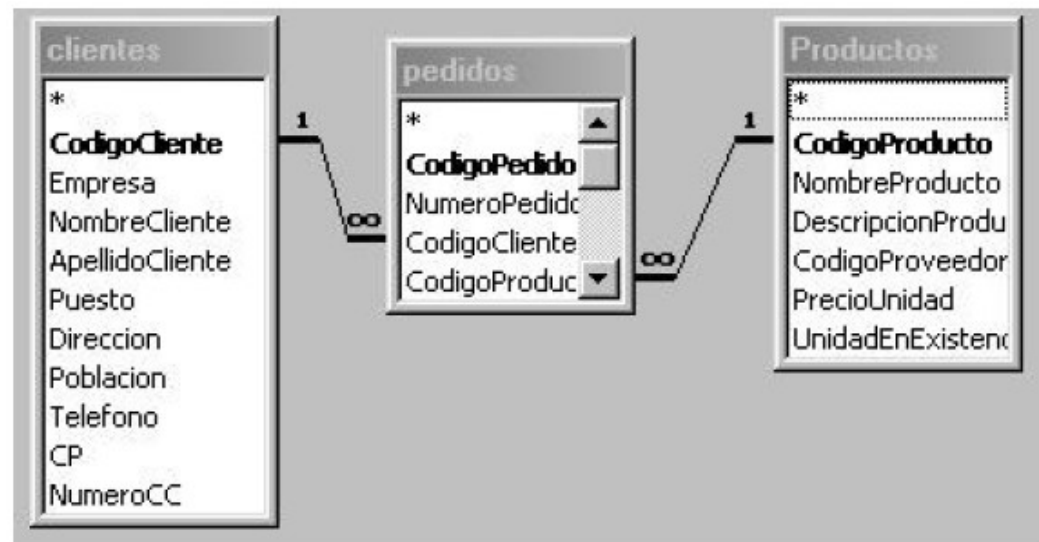 clientes
*
CodigoCliente
Empresa
NombreCliente
ApellidoCliente
Puesto
Direccion
Poblacion
Telefono
CP
NumeroCC
1
∞
pedidos
*
CodigoPedido
NumeroPedido
CodigoCliente
CodigoProduc
1
∞
Productos
*
CodigoProducto
NombreProducto
DescripcionProdu
CodigoProveedor
PrecioUnidad
UnidadEnExistenc